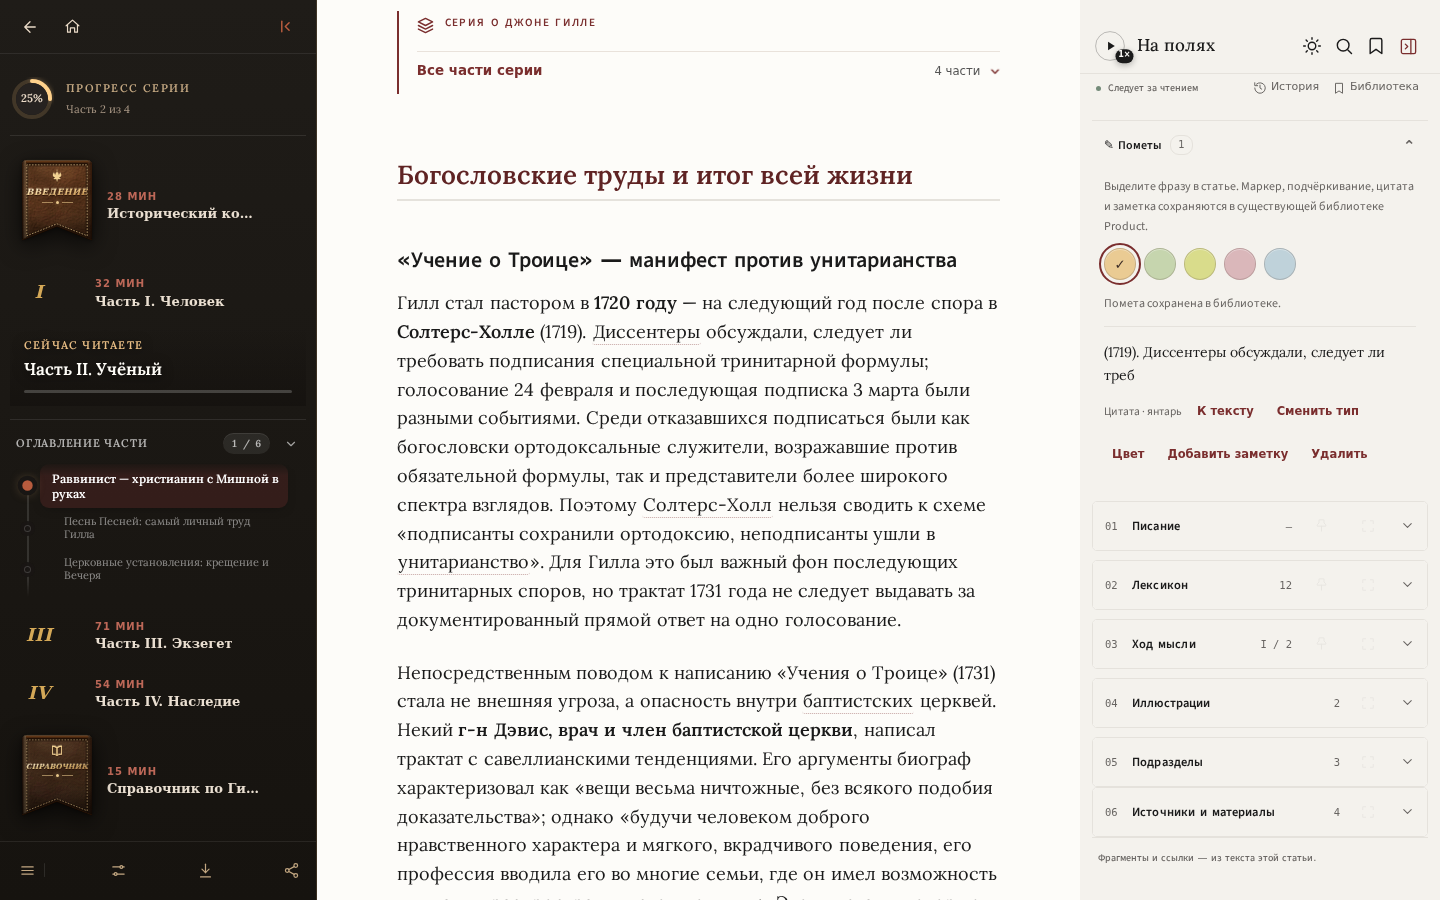 25%
ПРОГРЕСС СЕРИИ
Часть 2 из 4
ВВЕДЕНИЕ
28 МИН
Исторический ко...
I
32 МИН
Часть I. Человек
СЕЙЧАС ЧИТАЕТЕ
Часть II. Учёный
ОГЛАВЛЕНИЕ ЧАСТИ
1 / 6
Раввинист — христианин с Мишной в
руках
Песнь Песней: самый личный труд
Гилла
Церковные установления: крещение и
Вечеря
III
71 МИН
Часть III. Экзегет
IV
54 МИН
Часть IV. Наследие
СПРАВОЧНИК
15 МИН
Справочник по Ги...
СЕРИЯ О ДЖОНЕ ГИЛЛЕ
Все части серии
4 части
Богословские труды и итог всей жизни
«Учение о Троице» — манифест против унитарианства
Гилл стал пастором в 1720 году — на следующий год после спора в
Солтерс-Холле (1719). Диссентеры обсуждали, следует ли
требовать подписания специальной тринитарной формулы;
голосование 24 февраля и последующая подписка 3 марта были
разными событиями. Среди отказавшихся подписаться были как
богословски ортодоксальные служители, возражавшие против
обязательной формулы, так и представители более широкого
спектра взглядов. Поэтому Солтерс-Холл нельзя сводить к схеме
«подписанты сохранили ортодоксию, неподписанты ушли в
унитарианство». Для Гилла это был важный фон последующих
тринитарных споров, но трактат 1731 года не следует выдавать за
документированный прямой ответ на одно голосование.
Непосредственным поводом к написанию «Учения о Троице» (1731)
стала не внешняя угроза, а опасность внутри баптистских церквей.
Некий г-н Дэвис, врач и член баптистской церкви, написал
трактат с савеллианскими тенденциями. Его аргументы биограф
характеризовал как «вещи весьма ничтожные, без всякого подобия
доказательства»; однако «будучи человеком доброго
нравственного характера и мягкого, вкрадчивого поведения, его
профессия вводила его во многие семьи, где он имел возможность
1×
На полях
Следует за чтением
История
Библиотека
✎ Пометы
1
Выделите фразу в статье. Маркер, подчёркивание, цитата
и заметка сохраняются в существующей библиотеке
Product.
✓
Помета сохранена в библиотеке.
(1719). Диссентеры обсуждали, следует ли
треб
Цитата · янтарь
К тексту
Сменить тип
Цвет
Добавить заметку
Удалить
01 Писание –
02 Лексикон 12
03 Ход мысли I / 2
04 Иллюстрации 2
05 Подразделы 3
06 Источники и материалы 4
Фрагменты и ссылки — из текста этой статьи.